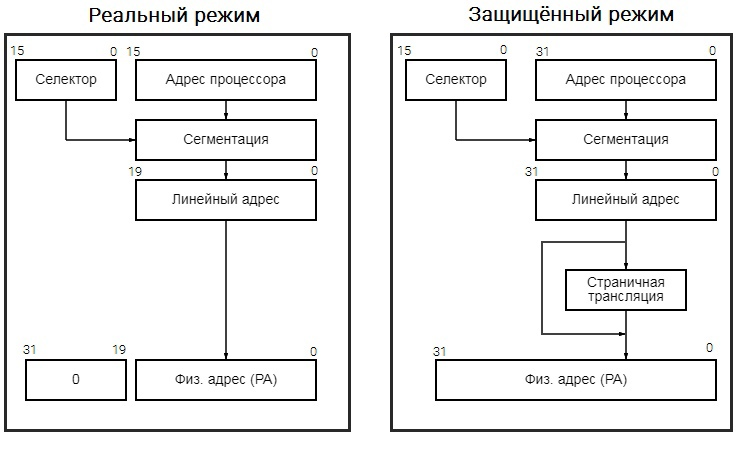 Реальный режим
15
0
15
0
Селектор
Адрес процессора
Сегментация
19
0
Линейный адрес
31
19
0
0
Физ. адрес (PA)
Защищённый режим
15
0
31
0
Селектор
Адрес процессора
Сегментация
31
0
Линейный адрес
Страничная
трансляция
31
0
Физ. адрес (PA)